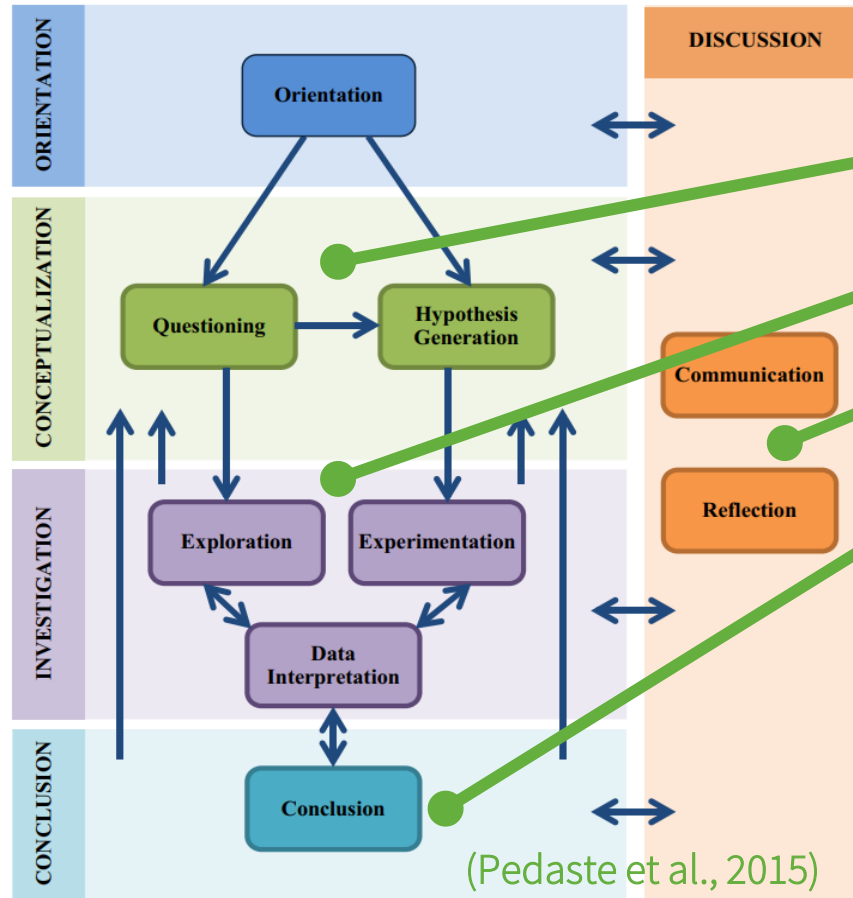 ORIENTATION
Orientation
CONCEPTUALIZATION
Questioning
Hypothesis
Generation
INVESTIGATION
Exploration
Experimentation
Data
Interpretation
CONCLUSION
Conclusion
DISCUSSION
Communication
Reflection
(Pedaste et al., 2015)